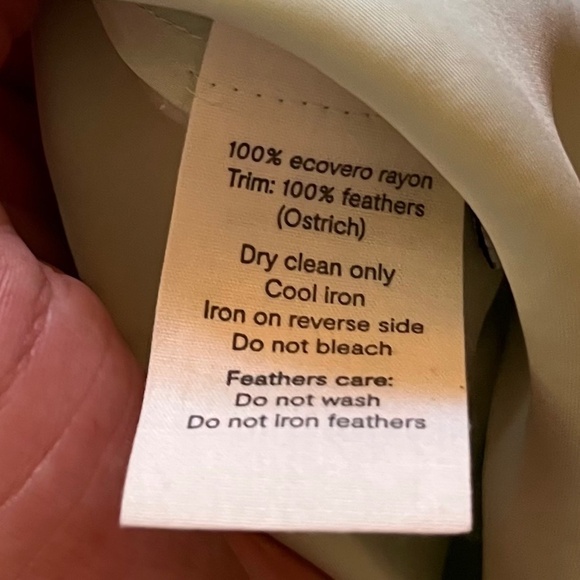 100% ecovero rayon
Trim: 100% feathers
(Ostrich)
Dry clean only
Cool iron
Iron on reverse side
Do not bleach
Feathers care:
Do not wash
Do not iron feathers